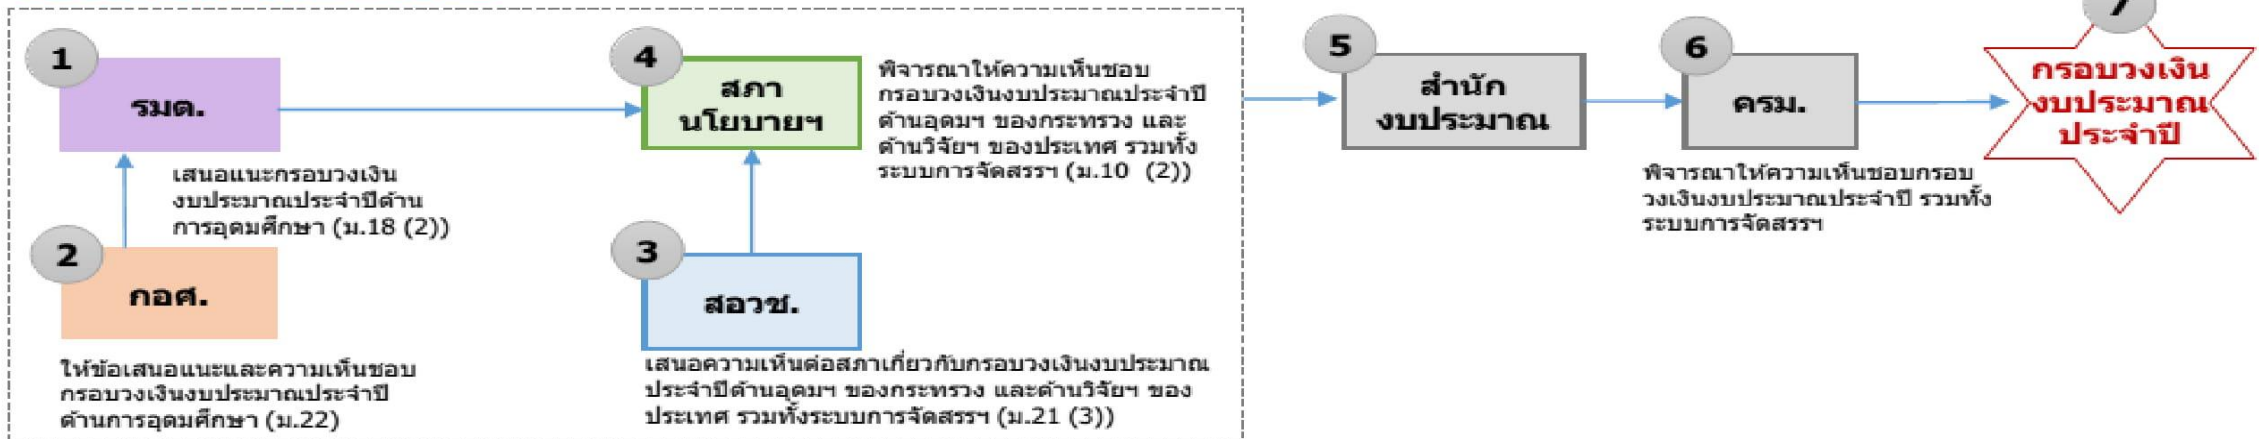 1
รมต.
เสนอแนะกรอบวงเงิน
งบประมาณประจำปีด้าน
การอุดมศึกษา (ม.18 (2))
2
กอศ.
ให้ข้อเสนอแนะและความเห็นชอบ
กรอบวงเงินงบประมาณประจำปี
ด้านการอุดมศึกษา (ม.22)
4
สภา
นโยบายฯ
พิจารณาให้ความเห็นชอบ
กรอบวงเงินงบประมาณประจำปี
ด้านอุดมฯ ของกระทรวง และ
ด้านวิจัยฯ ของประเทศ รวมทั้ง
ระบบการจัดสรรฯ (ม.10 (2))
3
สอวช.
เสนอความเห็นต่อสภาเกี่ยวกับกรอบวงเงินงบประมาณ
ประจำปีด้านอุดมฯ ของกระทรวง และด้านวิจัยฯ ของ
ประเทศ รวมทั้งระบบการจัดสรรฯ (ม.21 (3))
5
สำนัก
งบประมาณ
6
ครม.
พิจารณาให้ความเห็นชอบกรอบ
วงเงินงบประมาณประจำปี รวมทั้ง
ระบบการจัดสรรฯ
7
กรอบวงเงิน
งบประมาณ
ประจำปี